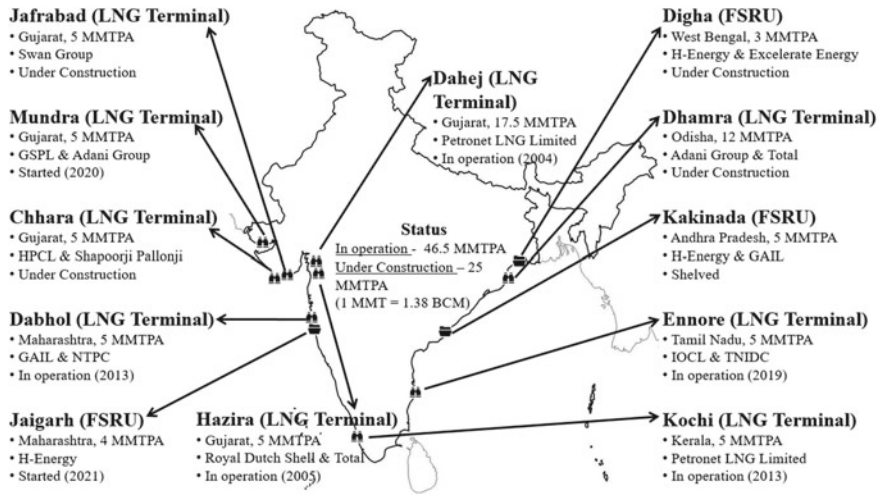 Jafrabad (LNG Terminal)
• Gujarat, 5 MMTPA
• Swan Group
• Under Construction
Mundra (LNG Terminal)
• Gujarat, 5 MMTPA
• GSPL & Adani Group
• Started (2020)
Chhara (LNG Terminal)
• Gujarat, 5 MMTPA
• HPCL & Shapoorji Pallonji
• Under Construction
Dabhol (LNG Terminal)
• Maharashtra, 5 MMTPA
• GAIL & NTPC
• In operation (2013)
Jaigarh (FSRU)
• Maharashtra, 4 MMTPA
• H-Energy
• Started (2021)
Dahej (LNG
Terminal)
• Gujarat, 17.5 MMTPA
• Petronet LNG Limited
• In operation (2004)
Status
In operation - 46.5 MMTPA
Under Construction – 25
MMTPA
(1 MMT = 1.38 BCM)
Hazira (LNG Terminal)
• Gujarat, 5 MMTPA
• Royal Dutch Shell & Total
• In operation (2005)
Digha (FSRU)
• West Bengal, 3 MMTPA
• H-Energy & Excelerate Energy
• Under Construction
Dhamra (LNG Terminal)
• Odisha, 12 MMTPA
• Adani Group & Total
• Under Construction
Kakinada (FSRU)
• Andhra Pradesh, 5 MMTPA
• H-Energy & GAIL
• Shelved
Ennore (LNG Terminal)
• Tamil Nadu, 5 MMTPA
• IOCL & TNIDC
• In operation (2019)
Kochi (LNG Terminal)
• Kerala, 5 MMTPA
• Petronet LNG Limited
• In operation (2013)